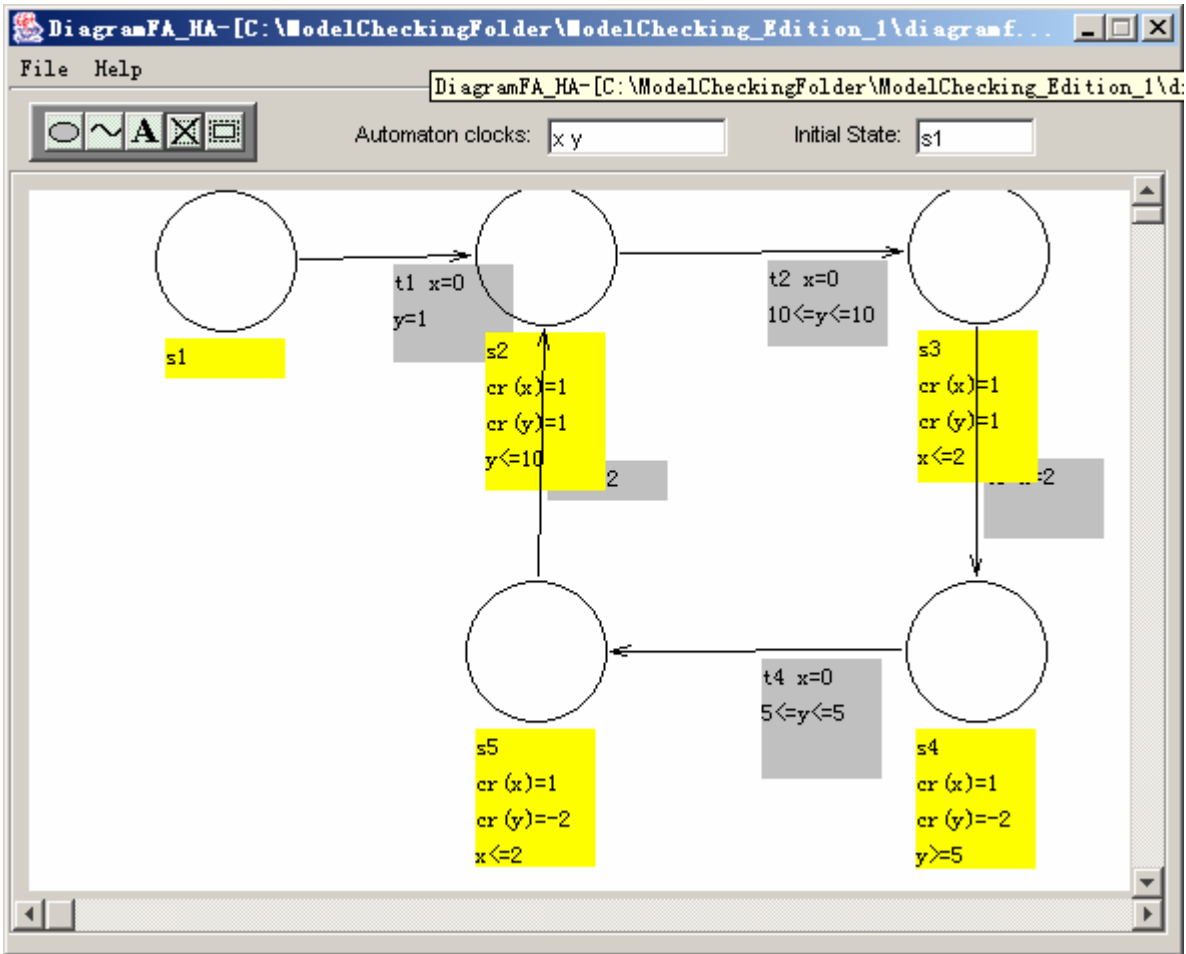 DiagramFA_HA-[C:\ModelCheckingFolder\ModelChecking_Edition_1\diagramf...
File Help
DiagramFA_HA-[C:\ModelCheckingFolder\ModelChecking_Edition_1\di
A
Automaton clocks: x y
Initial State: s1
t1 x=0
y=1
t2 x=0
10<=y<=10
s1
s2
cr(x)=1
cr(y)=1
y<=10
2
s3
cr(x)=1
cr(y)=1
x<=2
x=2
t4 x=0
5<=y<=5
s5
cr(x)=1
cr(y)=-2
x<=2
s4
cr(x)=1
cr(y)=-2
y>=5